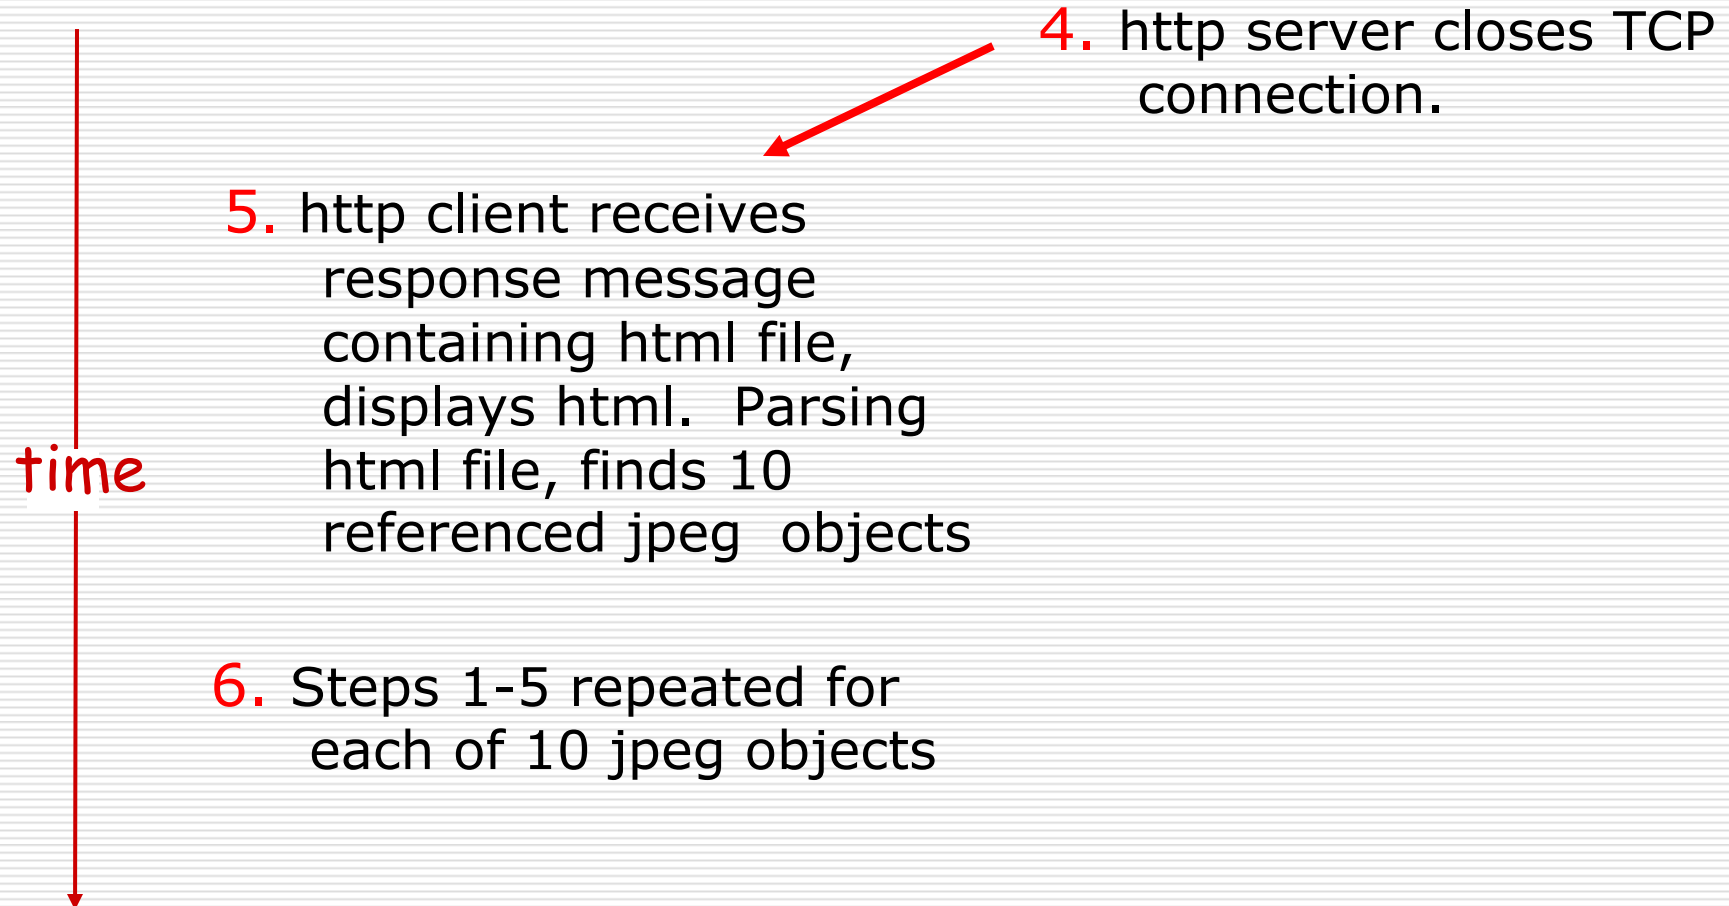 4. http server closes TCP
connection.
5. http client receives
response message
containing html file,
displays html.  Parsing
html file, finds 10
referenced jpeg  objects
time
6. Steps 1-5 repeated for
each of 10 jpeg objects